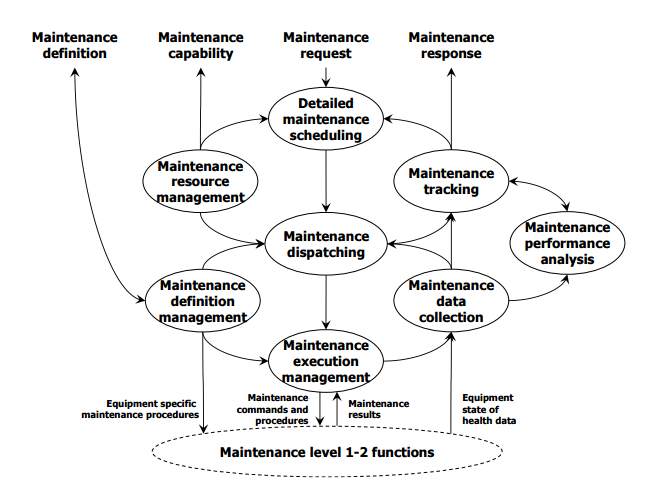 Maintenance
definition
Maintenance
capability
Maintenance
request
Maintenance
response
Detailed
maintenance
scheduling
Maintenance
resource
management
Maintenance
tracking
Maintenance
dispatching
Maintenance
performance
analysis
Maintenance
definition
management
Maintenance
data
collection
Maintenance
execution
management
Equipment specific
maintenance procedures
Maintenance
commands and
procedures
Maintenance
results
Equipment
state of
health data
Maintenance level 1-2 functions